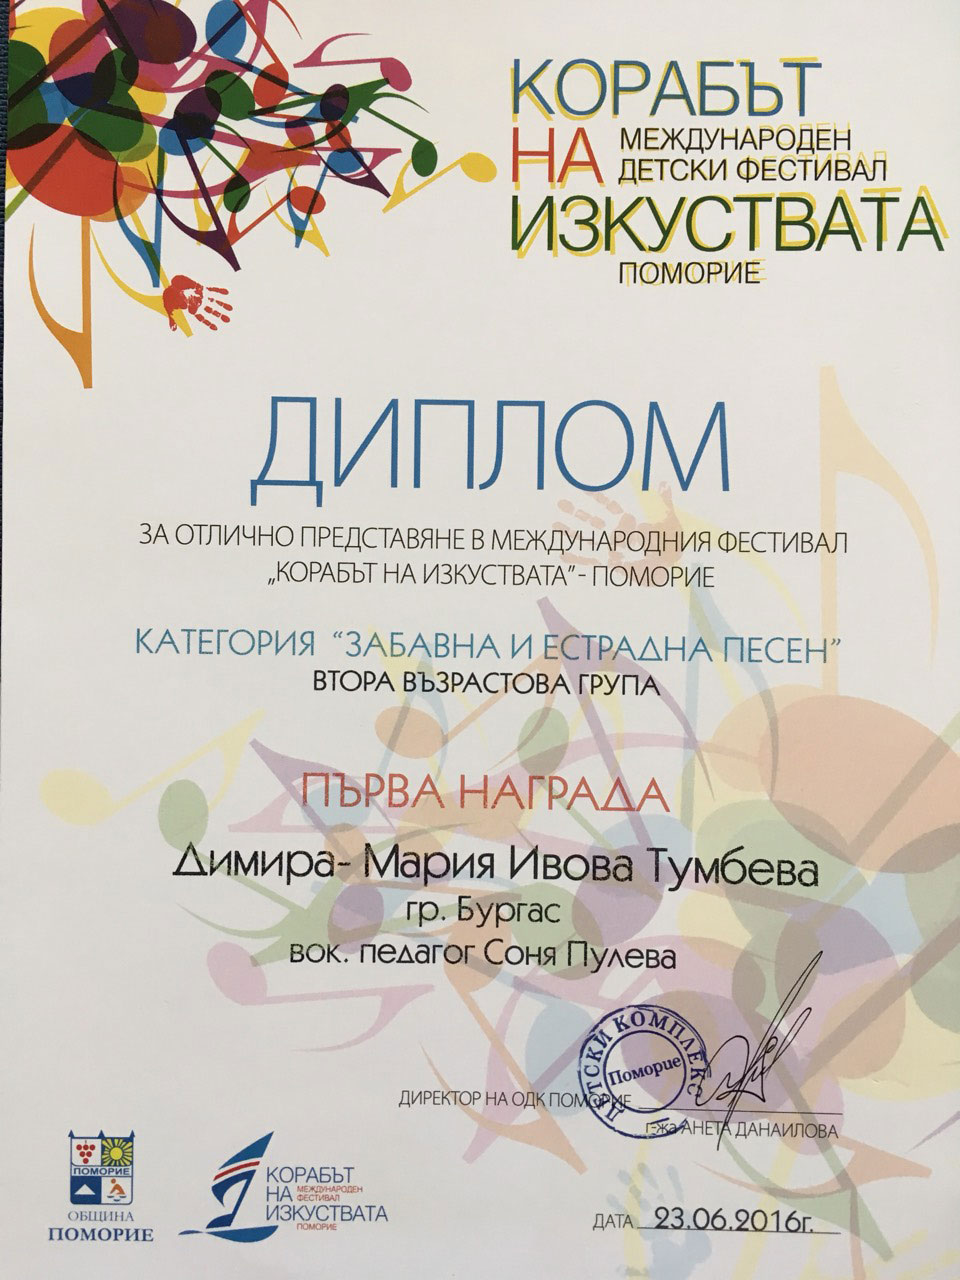 КОРАБЪТ
НА МЕЖДУНАРОДЕН
ДЕТСКИ ФЕСТИВАЛ
ИЗКУСТВАТА
ПОМОРИЕ
ДИПЛОМ
ЗА ОТЛИЧНО ПРЕДСТАВЯНЕ В МЕЖДУНАРОДНИЯ ФЕСТИВАЛ
„КОРАБЪТ НА ИЗКУСТВАТА”- ПОМОРИЕ
КАТЕГОРИЯ “ЗАБАВНА И ЕСТРАДНА ПЕСЕН”
ВТОРА ВЪЗРАСТОВА ГРУПА
ПЪРВА НАГРАДА
Димира- Мария Ивова Тумбева
гр. Бургас
вок. педагог Соня Пулева
ДЕТСКИ КОМПЛЕКС
Поморие
ДИРЕКТОР НА ОДК ПОМОРИЕ
г-жа АНЕТА ДАНАИЛОВА
ПОМОРИЕ
ОБЩИНА
ПОМОРИЕ
КОРАБЪТ
НА МЕЖДУНАРОДЕН
ФЕСТИВАЛ
ИЗКУСТВАТА
ПОМОРИЕ
ДАТА 23.06.2016г.